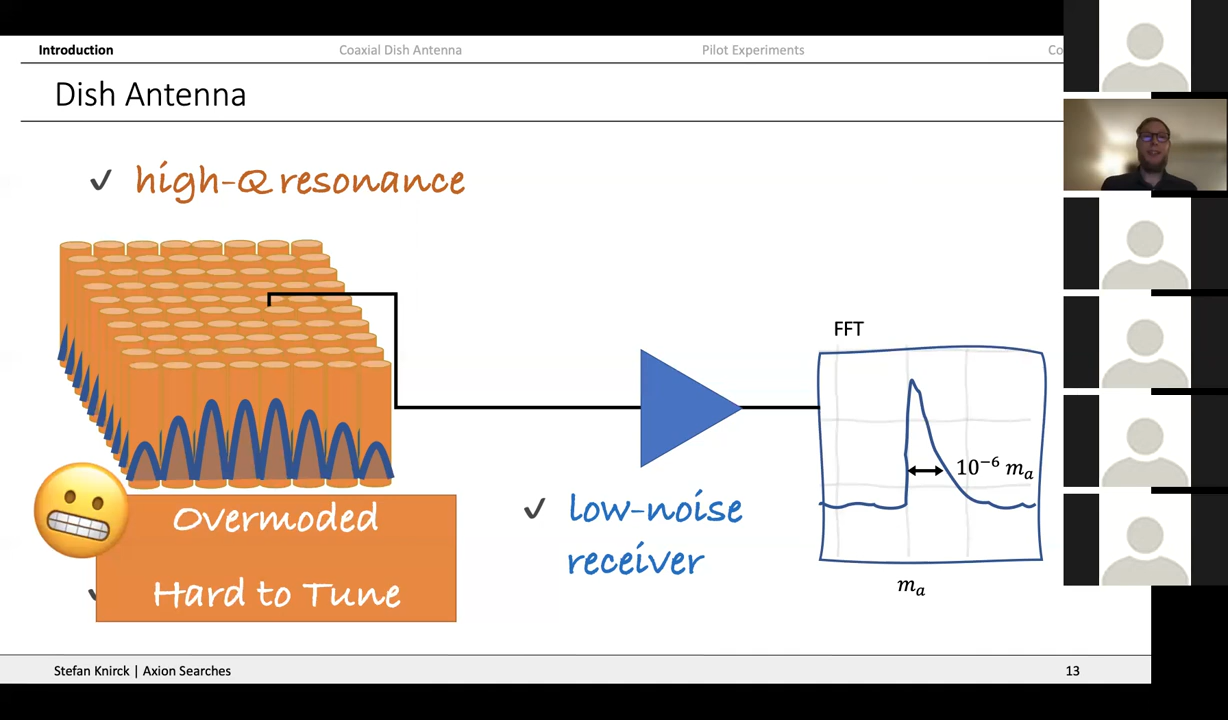 Introduction
Coaxial Dish Antenna
Pilot Experiments
Co
Dish Antenna
✓ high-Q resonance
FFT
10⁻⁶ mₐ
Overmoded
Hard to Tune
✓ low-noise
receiver
mₐ
Stefan Knirck | Axion Searches
13